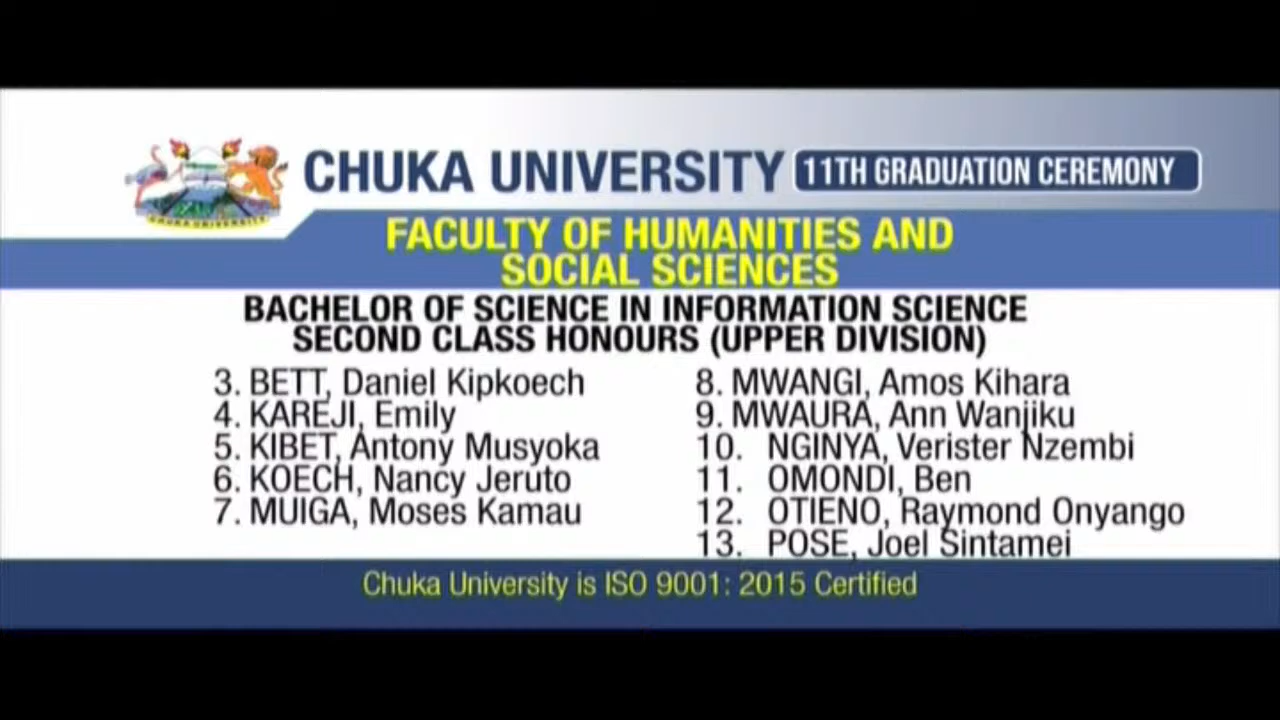 CHUKA UNIVERSITY 11TH GRADUATION CEREMONY
CHUKA UNIVERSITY
FACULTY OF HUMANITIES AND
SOCIAL SCIENCES
BACHELOR OF SCIENCE IN INFORMATION SCIENCE
SECOND CLASS HONOURS (UPPER DIVISION)
3. BETT, Daniel Kipkoech
4. KAREJI, Emily
5. KIBET, Antony Musyoka
6. KOECH, Nancy Jeruto
7. MUIGA, Moses Kamau
8. MWANGI, Amos Kihara
9. MWAURA, Ann Wanjiku
10. NGINYA, Verister Nzembi
11. OMONDI, Ben
12. OTIENO, Raymond Onyango
13. POSE, Joel Sintamei
Chuka University is ISO 9001: 2015 Certified